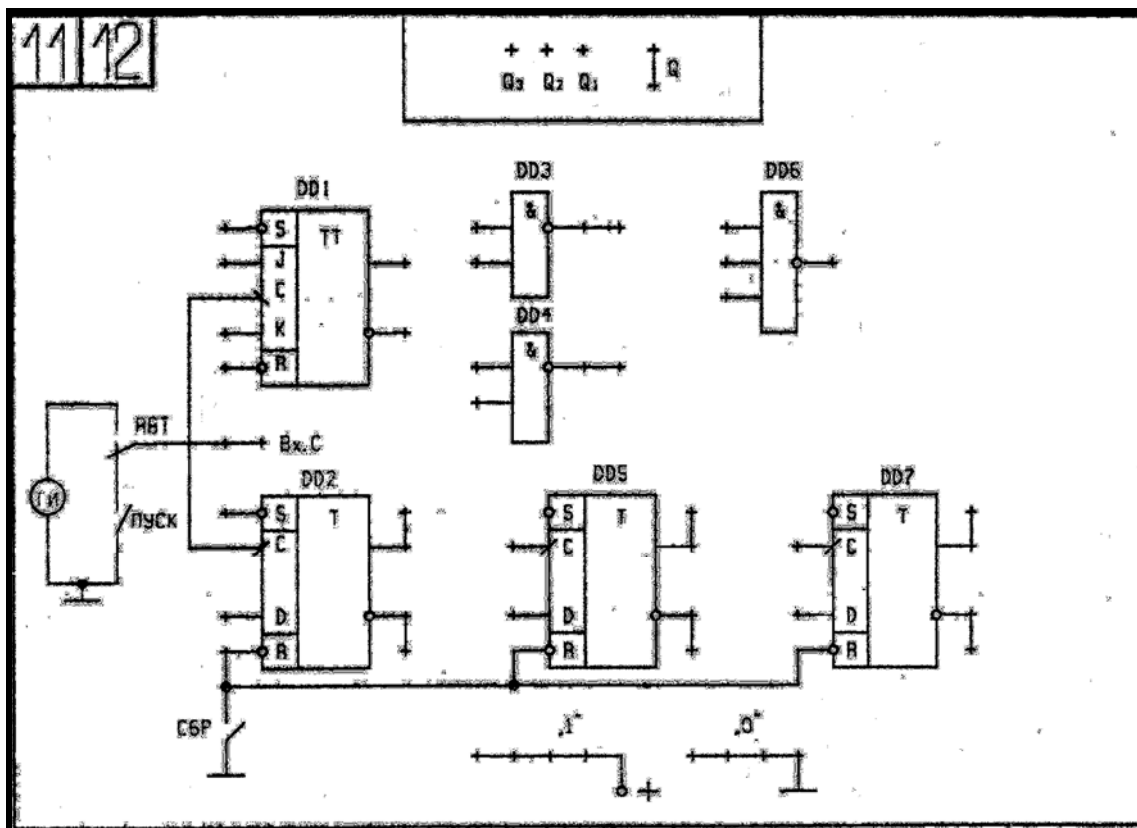 11 12
Q₃ Q₂ Q₁ Q
DD1 DD3 DD6
S TT & &
J
C
K
R
DD4
&
АВТ
Вх.С
ГИ
ПУСК
DD2 DD5 DD7
S T S T S T
C C C
D D D
R R R
СБР
„1" „0"
+